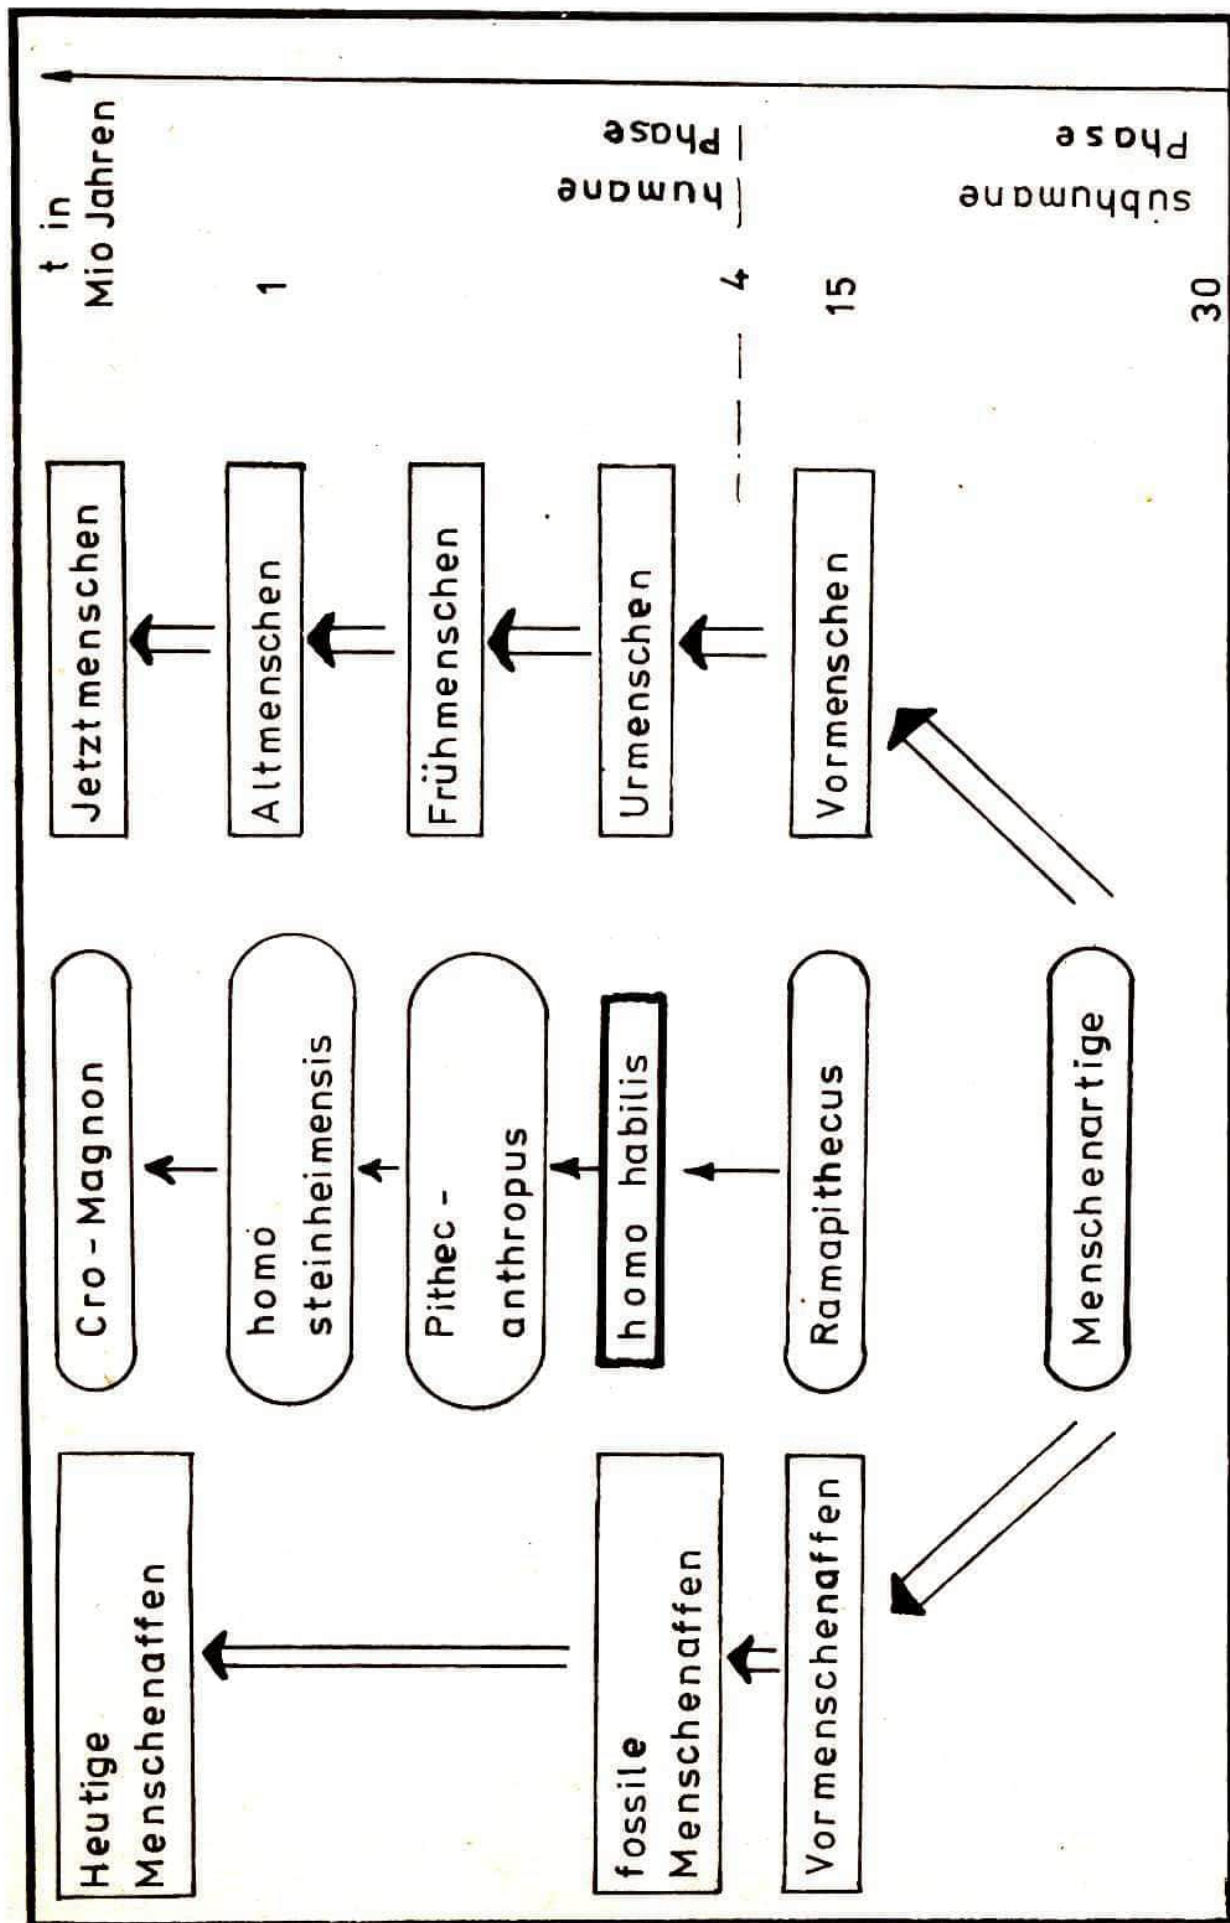 t in
Mio Jahren
Heutige
Menschenaffen
Cro-Magnon
Jetztmenschen
homo
steinheimensis
Altmenschen
1
Pithec-
anthropus
Frühmenschen
fossile
Menschenaffen
homo habilis
Urmenschen
humane
Phase
4
Vormenschenaffen
Ramapithecus
Vormenschen
15
Menschenartige
subhumane
Phase
30